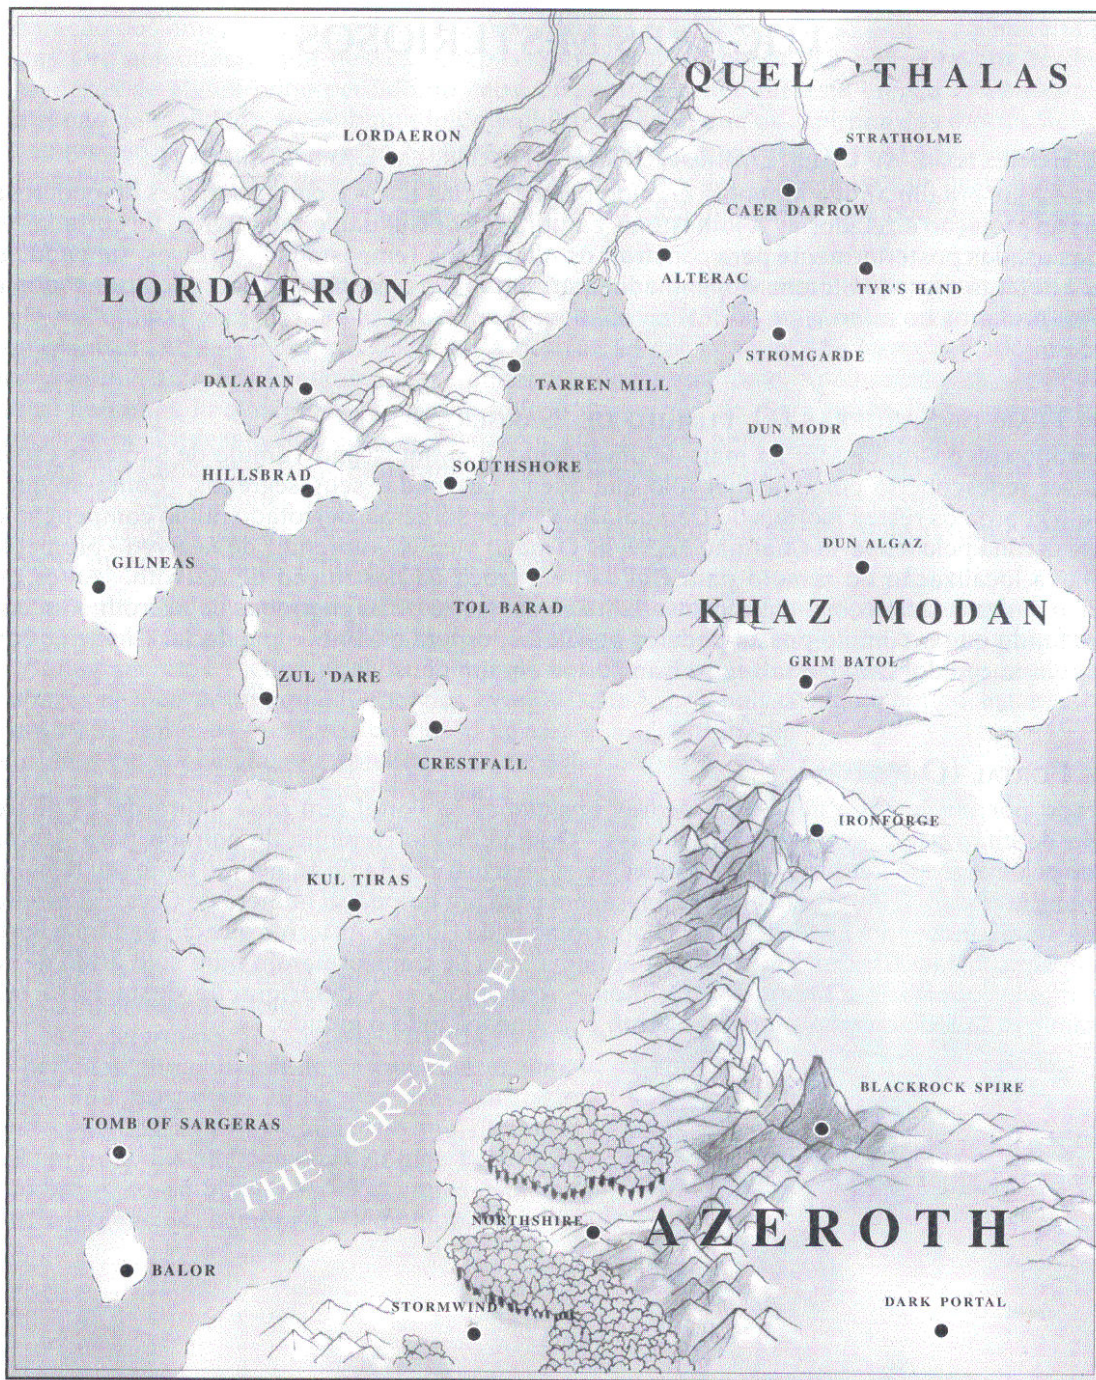 QUEL 'THALAS
LORDAERON
STRATHOLME
CAER DARROW
ALTERAC
TYR'S HAND
LORDAERON
STROMGARDE
DALARAN
TARREN MILL
DUN MODR
HILLSBRAD
SOUTHSHORE
DUN ALGAZ
GILNEAS
TOL BARAD
KHAZ MODAN
GRIM BATOL
ZUL 'DARE
CRESTFALL
IRONFORGE
KUL TIRAS
THE GREAT SEA
BLACKROCK SPIRE
TOMB OF SARGERAS
NORTHSHIRE
AZEROTH
BALOR
STORMWIND
DARK PORTAL